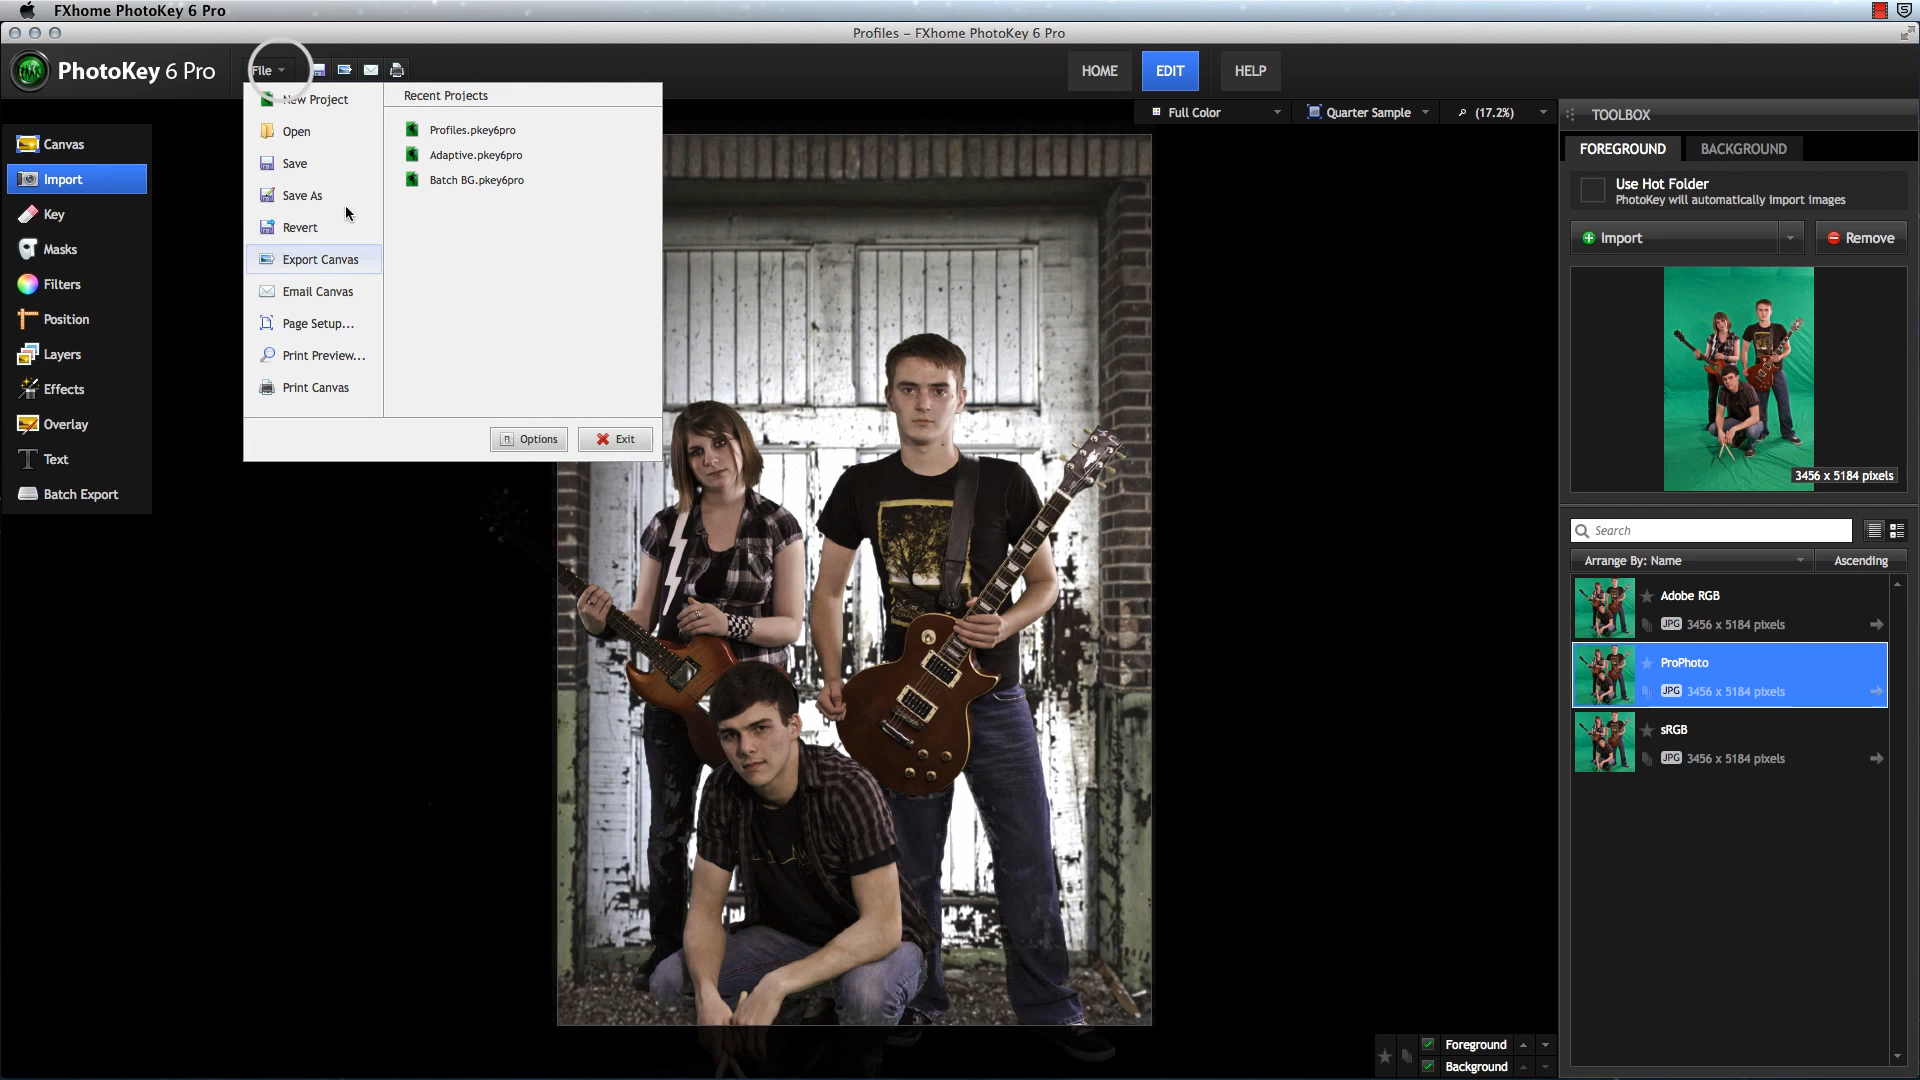 FXhome PhotoKey 6 Pro
Profiles – FXhome PhotoKey 6 Pro
PhotoKey 6 Pro
File
HOME
EDIT
HELP
Full Color
Quarter Sample
(17.2%)
Canvas
Import
Key
Masks
Filters
Position
Layers
Effects
Overlay
Text
Batch Export
New Project
Open
Save
Save As
Revert
Export Canvas
Email Canvas
Page Setup...
Print Preview...
Print Canvas
Recent Projects
Profiles.pkey6pro
Adaptive.pkey6pro
Batch BG.pkey6pro
Options
Exit
TOOLBOX
FOREGROUND
BACKGROUND
Use Hot Folder
PhotoKey will automatically import images
Import
Remove
3456 x 5184 pixels
Search
Arrange By: Name
Ascending
Adobe RGB
JPG 3456 x 5184 pixels
ProPhoto
JPG 3456 x 5184 pixels
sRGB
JPG 3456 x 5184 pixels
Foreground
Background